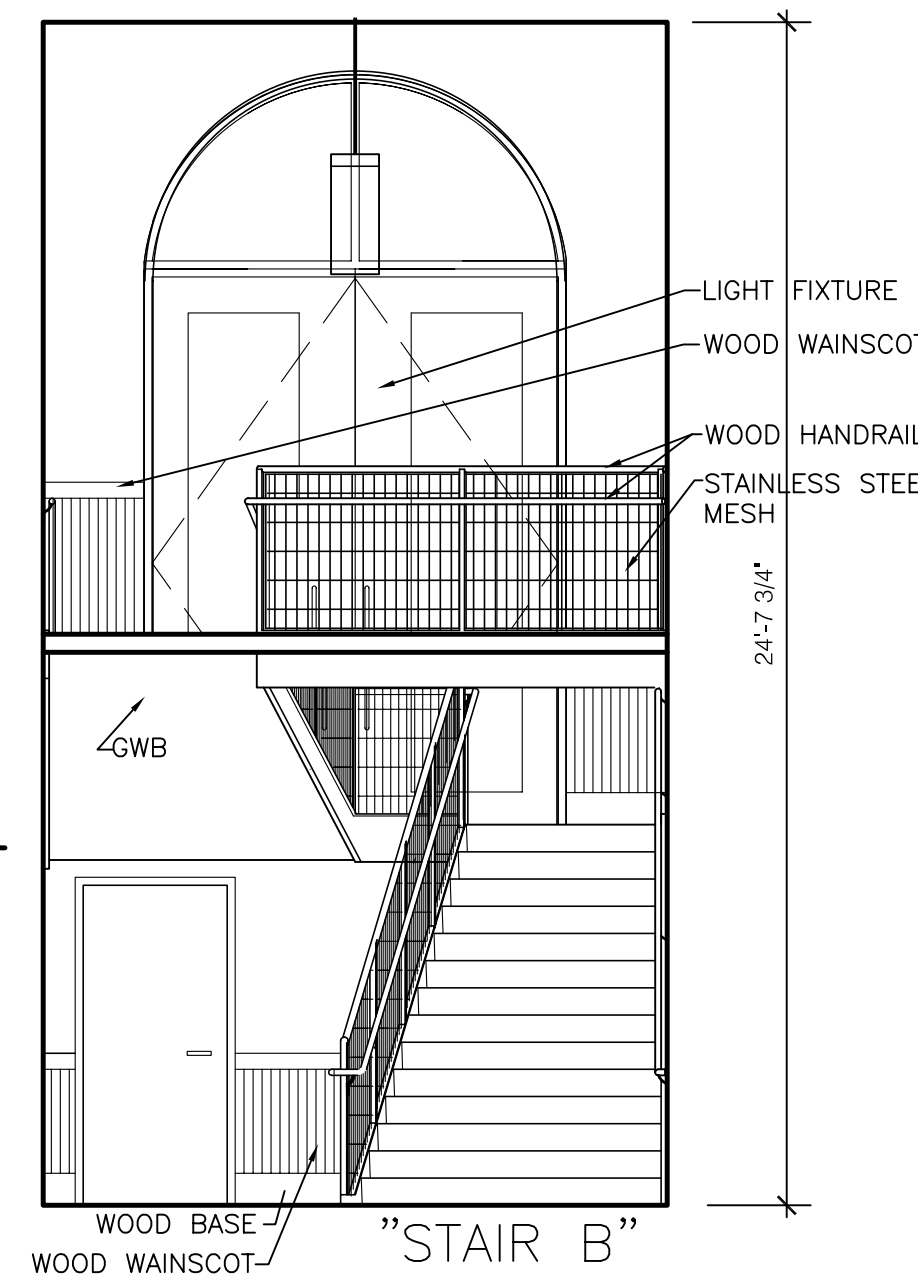 LIGHT FIXTURE
WOOD WAINSCOT
WOOD HANDRAIL
STAINLESS STEE
MESH
24'-7 3/4"
GWB
WOOD BASE
WOOD WAINSCOT
"STAIR B"